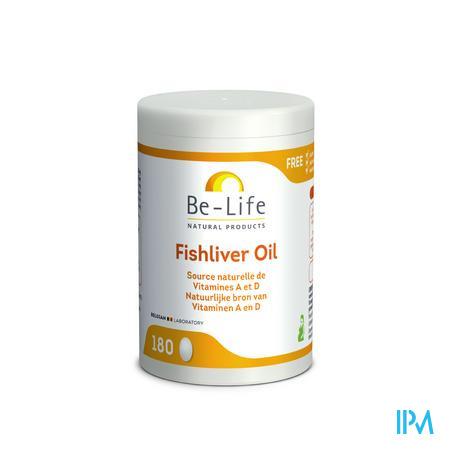 FREE
Be-Life
NATURAL PRODUCTS
Fishliver Oil
Source naturelle de
Vitamines A et D
Natuurlijke bron van
Vitaminen A en D
BELGIAN LABORATORY
180
IPM